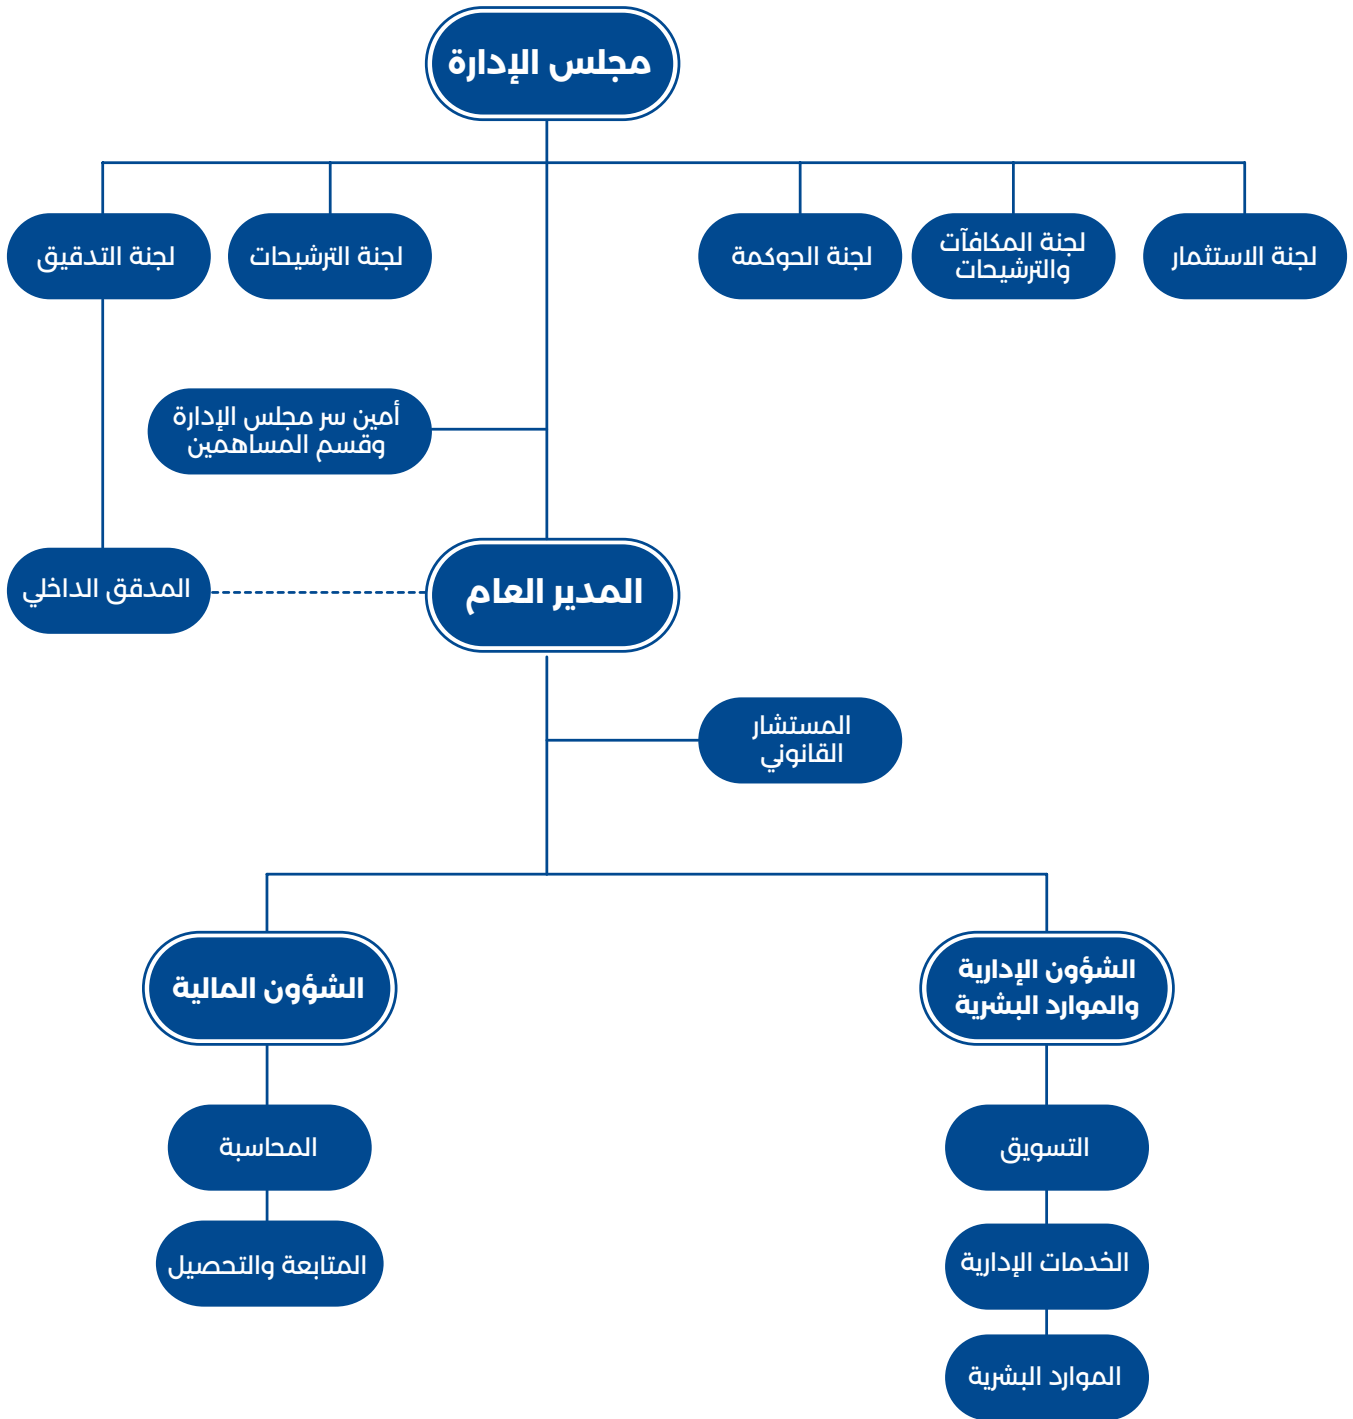 مجلس الإدارة
لجنة الاستثمار
لجنة المكافآت
والترشيحات
لجنة الحوكمة
لجنة الترشيحات
لجنة التدقيق
أمين سر مجلس الإدارة
وقسم المساهمين
المدير العام
المدقق الداخلي
المستشار
القانوني
الشؤون الإدارية
والموارد البشرية
الشؤون المالية
التسويق
المحاسبة
الخدمات الإدارية
المتابعة والتحصيل
الموارد البشرية